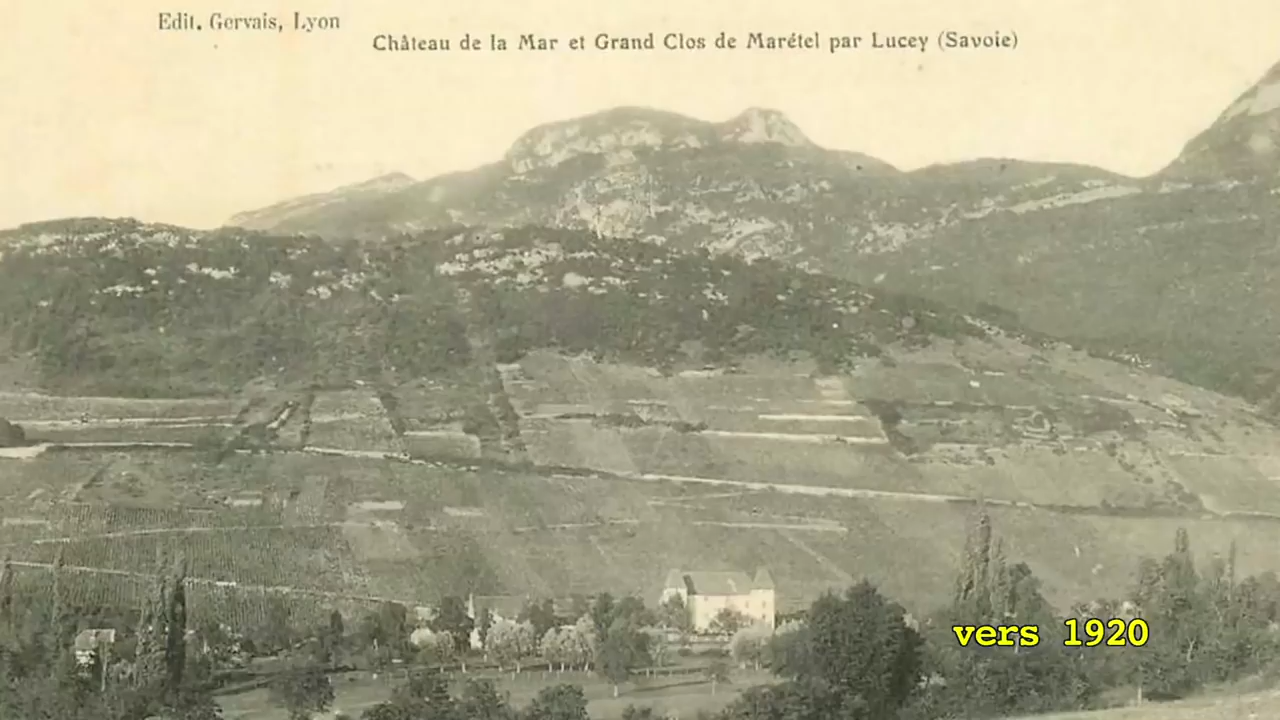 Edit. Gervais, Lyon
Château de la Mar et Grand Clos de Marétel par Lucey (Savoie)
vers 1920